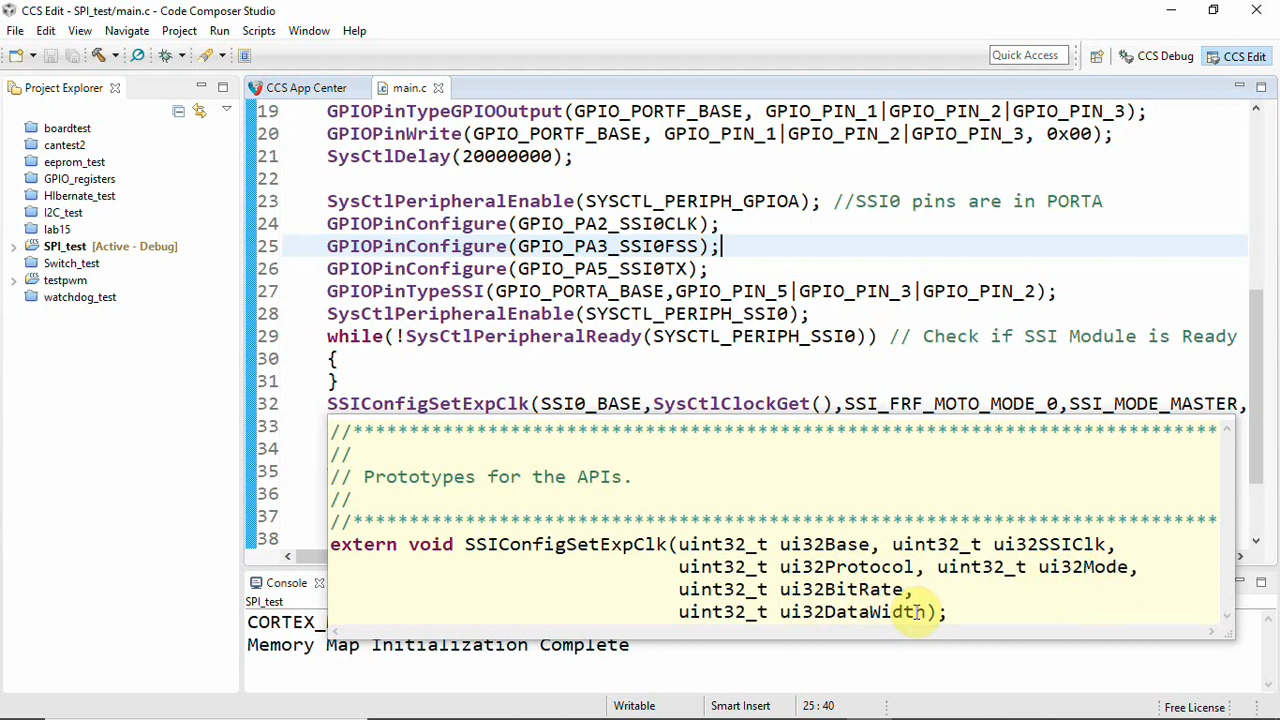 CCS Edit - SPI_test/main.c - Code Composer Studio
File Edit View Navigate Project Run Scripts Window Help
Quick Access CCS Debug CCS Edit
Project Explorer
CCS App Center main.c
boardtest
cantest2
eeprom_test
GPIO_registers
HIbernate_test
I2C_test
lab15
SPI_test [Active - Debug]
Switch_test
testpwm
watchdog_test
19 GPIOPinTypeGPIOOutput(GPIO_PORTF_BASE, GPIO_PIN_1|GPIO_PIN_2|GPIO_PIN_3);
20 GPIOPinWrite(GPIO_PORTF_BASE, GPIO_PIN_1|GPIO_PIN_2|GPIO_PIN_3, 0x00);
21 SysCtlDelay(20000000);
22
23 SysCtlPeripheralEnable(SYSCTL_PERIPH_GPIOA); //SSI0 pins are in PORTA
24 GPIOPinConfigure(GPIO_PA2_SSI0CLK);
25 GPIOPinConfigure(GPIO_PA3_SSI0FSS);
26 GPIOPinConfigure(GPIO_PA5_SSI0TX);
27 GPIOPinTypeSSI(GPIO_PORTA_BASE,GPIO_PIN_5|GPIO_PIN_3|GPIO_PIN_2);
28 SysCtlPeripheralEnable(SYSCTL_PERIPH_SSI0);
29 while(!SysCtlPeripheralReady(SYSCTL_PERIPH_SSI0)) // Check if SSI Module is Ready
30 {
31 }
32 SSIConfigSetExpClk(SSI0_BASE,SysCtlClockGet(),SSI_FRF_MOTO_MODE_0,SSI_MODE_MASTER,
33
34
35
36
37
38
//*****************************************************************************
//
// Prototypes for the APIs.
//
//*****************************************************************************
extern void SSIConfigSetExpClk(uint32_t ui32Base, uint32_t ui32SSIClk,
uint32_t ui32Protocol, uint32_t ui32Mode,
uint32_t ui32BitRate,
uint32_t ui32DataWidth);
Console
SPI_test
CORTEX_
Memory Map Initialization Complete
Writable Smart Insert 25 : 40 Free License